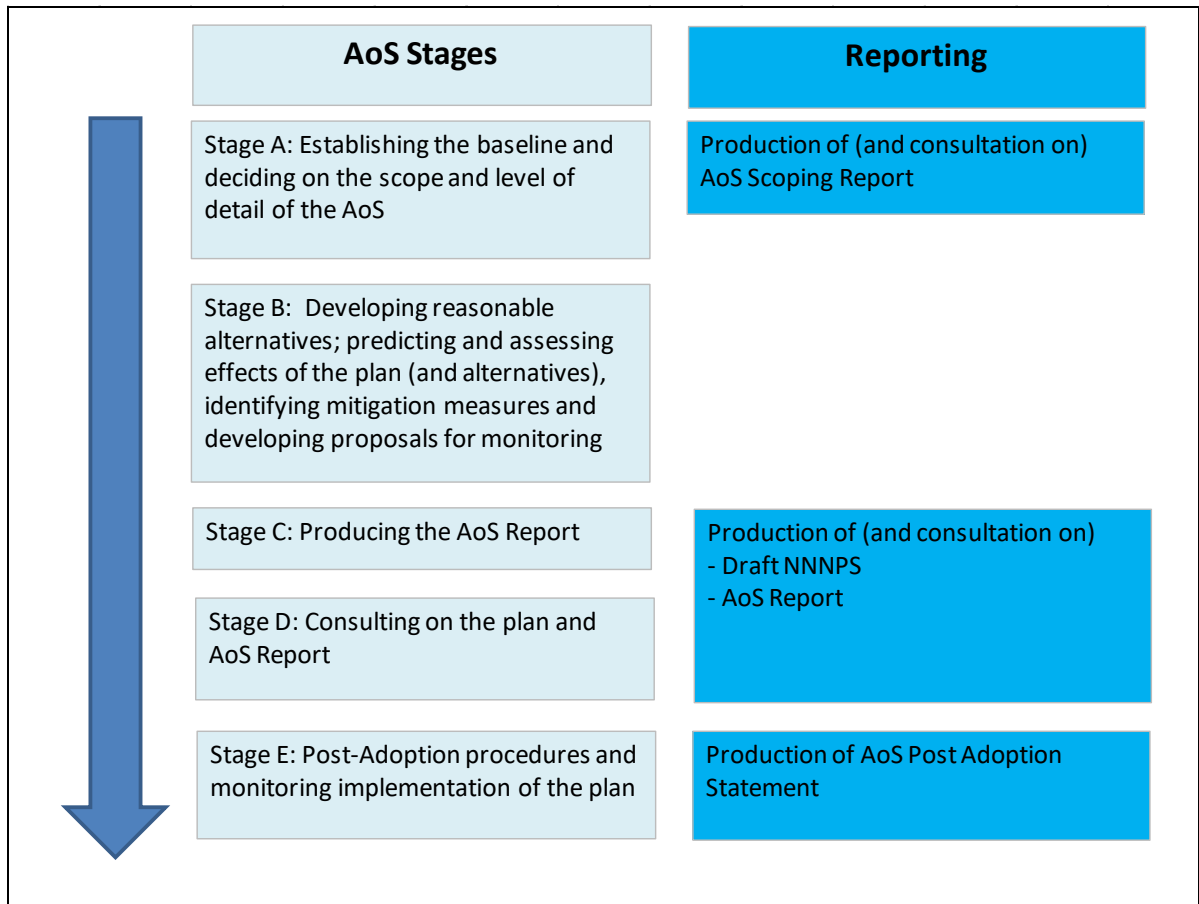 AoS Stages
Reporting
Stage A: Establishing the baseline and
deciding on the scope and level of
detail of the AoS
Production of (and consultation on)
AoS Scoping Report
Stage B:  Developing reasonable
alternatives; predicting and assessing
effects of the plan (and alternatives),
identifying mitigation measures and
developing proposals for monitoring
Stage C: Producing the AoS Report
Production of (and consultation on)
- Draft NNNPS
- AoS Report
Stage D: Consulting on the plan and
AoS Report
Stage E: Post-Adoption procedures and
monitoring implementation of the plan
Production of AoS Post Adoption
Statement